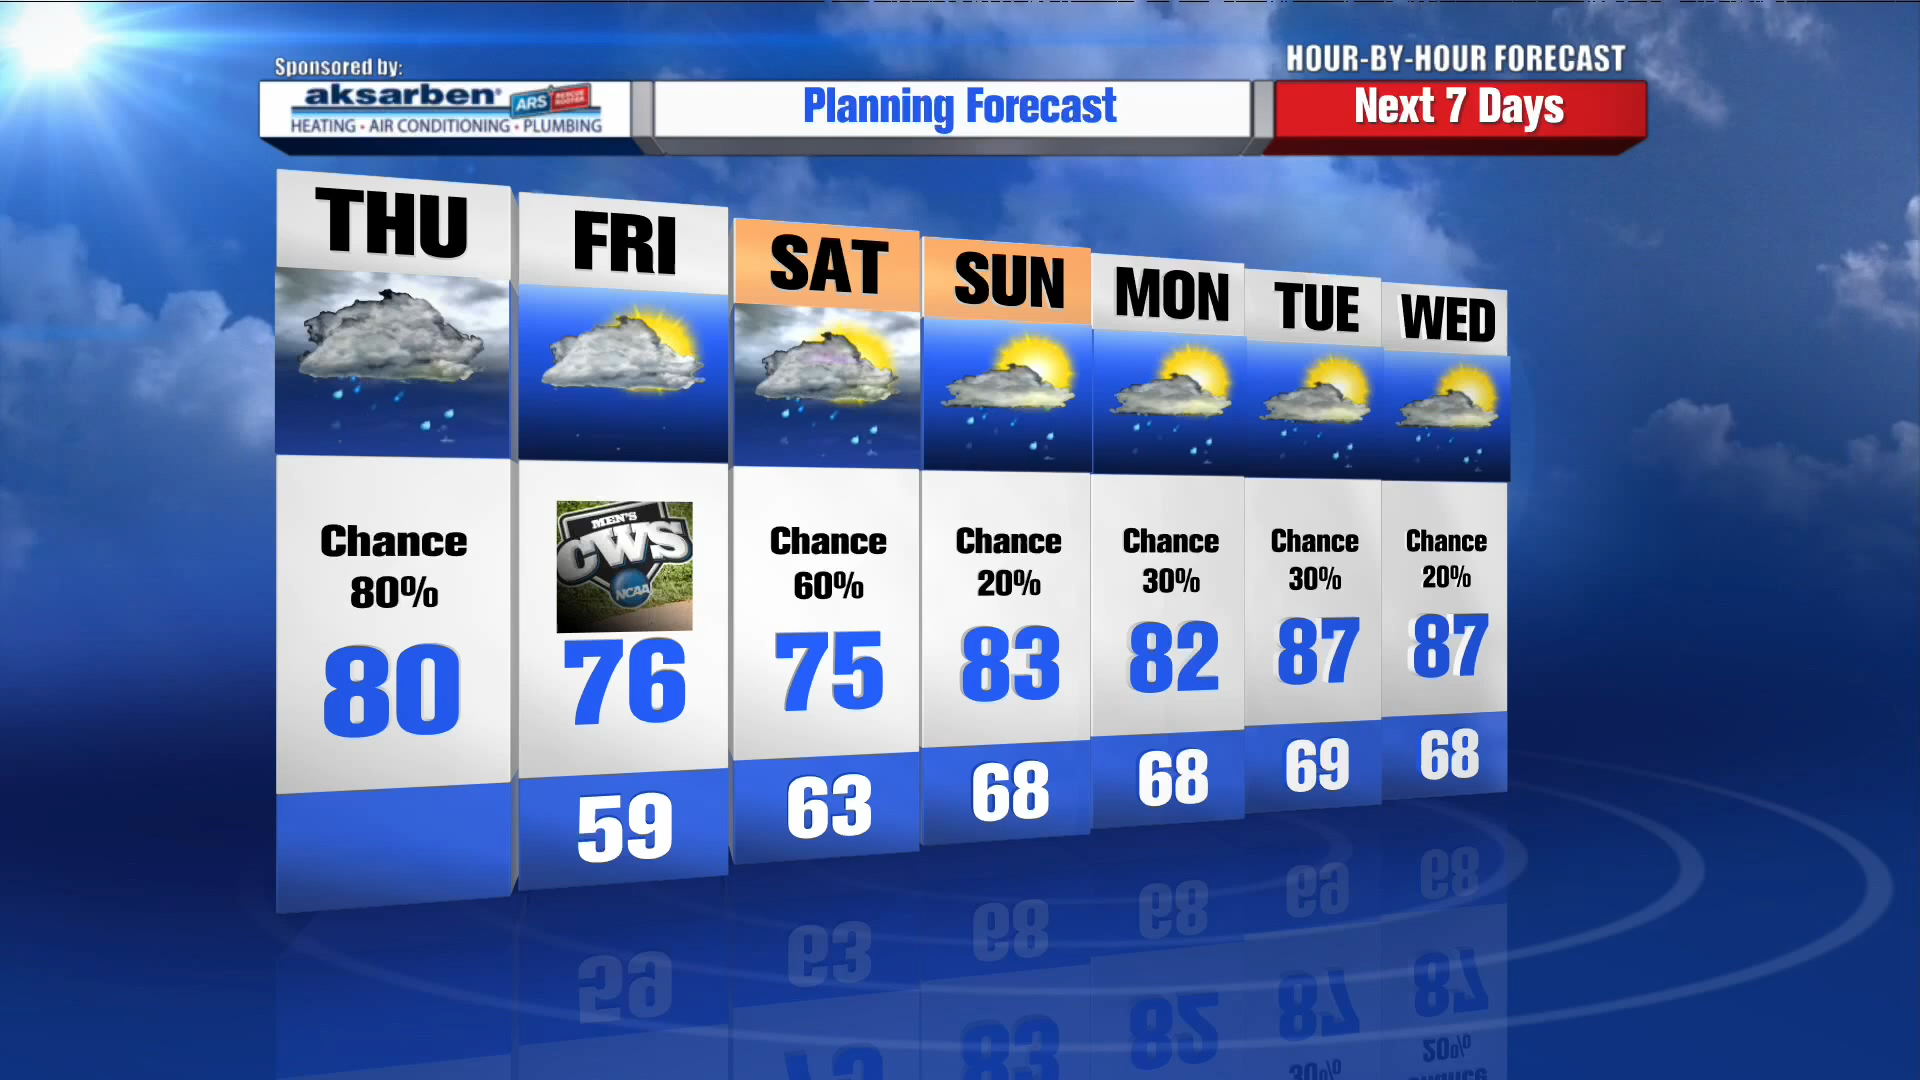 Sponsored by:
HOUR-BY-HOUR FORECAST
aksarben®
ARS
RESCUE
ROOTER
HEATING • AIR CONDITIONING • PLUMBING
Planning Forecast
Next 7 Days
THU
Chance
80%
80
FRI
MEN'S
CWS
NCAA
76
59
SAT
Chance
60%
75
63
SUN
Chance
20%
83
68
MON
Chance
30%
82
68
TUE
Chance
30%
87
69
WED
Chance
20%
87
68